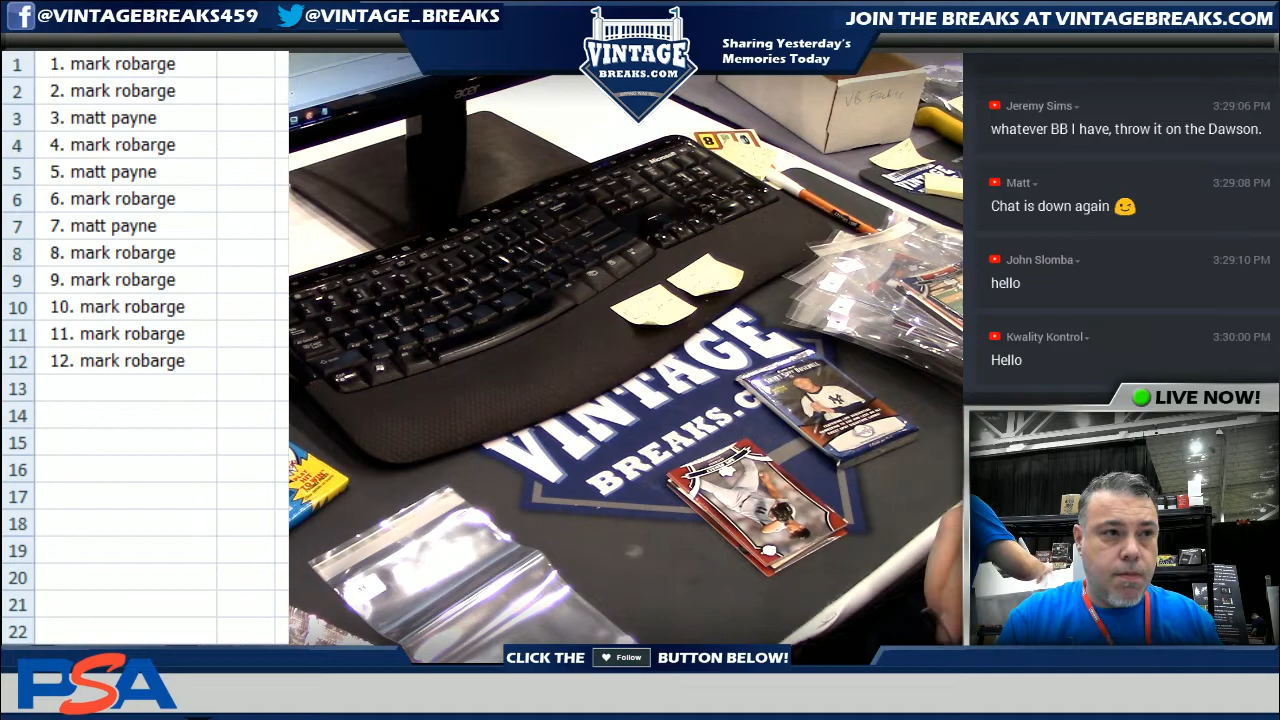 @VINTAGEBREAKS459
@VINTAGE_BREAKS
VINTAGE
BREAKS.COM
Sharing Yesterday's
Memories Today
JOIN THE BREAKS AT VINTAGEBREAKS.COM
1 1. mark robarge
2 2. mark robarge
3 3. matt payne
4 4. mark robarge
5 5. matt payne
6 6. mark robarge
7 7. matt payne
8 8. mark robarge
9 9. mark robarge
10 10. mark robarge
11 11. mark robarge
12 12. mark robarge
13
14
15
16
17
18
19
20
21
22
acer
Microsoft
8
VINTAGE
BREAKS.C
Jeremy Sims 3:29:06 PM
whatever BB I have, throw it on the Dawson.
Matt 3:29:08 PM
Chat is down again 😉
John Slomba 3:29:10 PM
hello
Kwality Kontrol 3:30:00 PM
Hello
LIVE NOW!
CLICK THE Follow BUTTON BELOW!
PSA